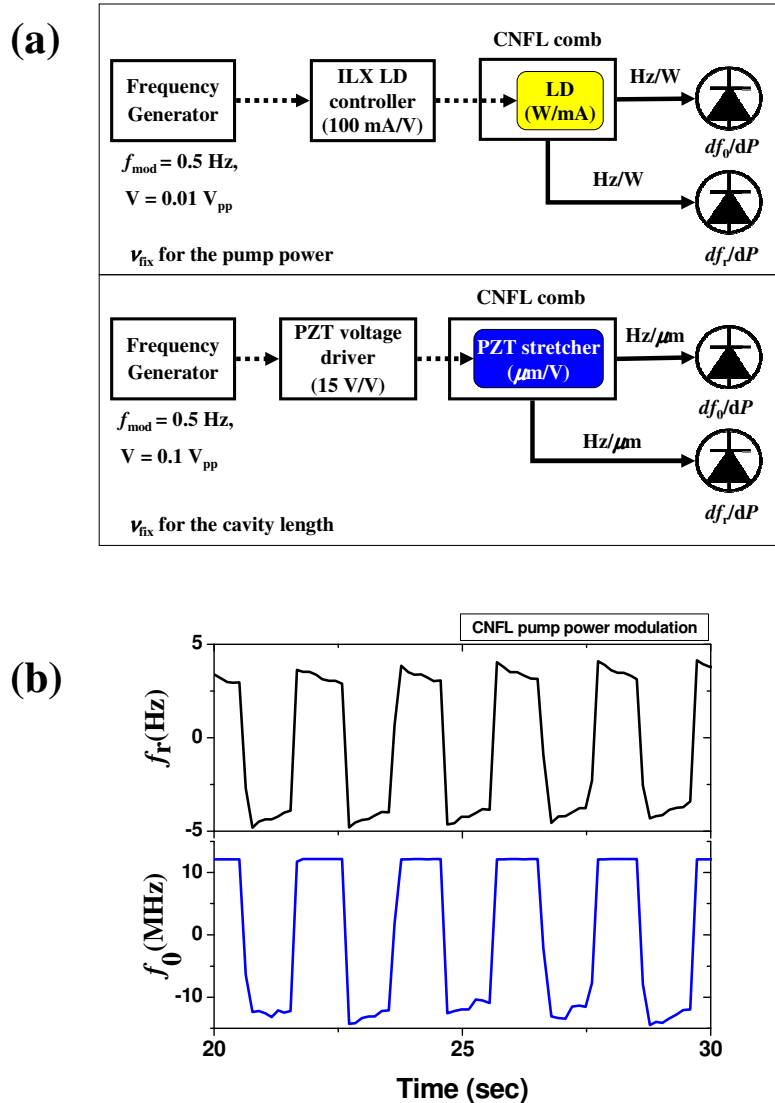 (a)
CNFL comb
Frequency
Generator
ILX LD
controller
(100 mA/V)
LD
(W/mA)
Hz/W
df₀/dP
f_mod = 0.5 Hz,
V = 0.01 V_pp
Hz/W
df_r/dP
ν_fix for the pump power
CNFL comb
Frequency
Generator
PZT voltage
driver
(15 V/V)
PZT stretcher
(μm/V)
Hz/μm
df₀/dP
f_mod = 0.5 Hz,
V = 0.1 V_pp
Hz/μm
df_r/dP
ν_fix for the cavity length
(b)
CNFL pump power modulation
5
0
-5
f_r(Hz)
10
0
-10
f₀(MHz)
20
25
30
Time (sec)